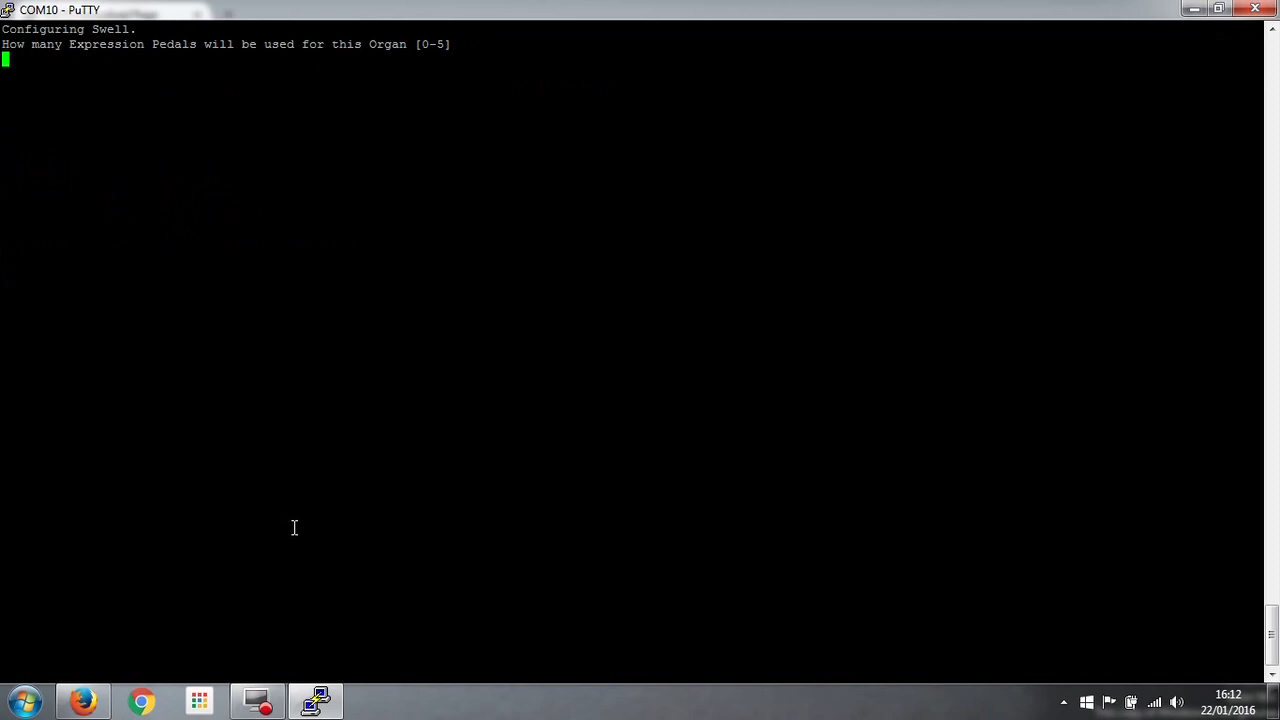 COM10 - PuTTY
Configuring Swell.
How many Expression Pedals will be used for this Organ [0-5]
16:12
22/01/2016